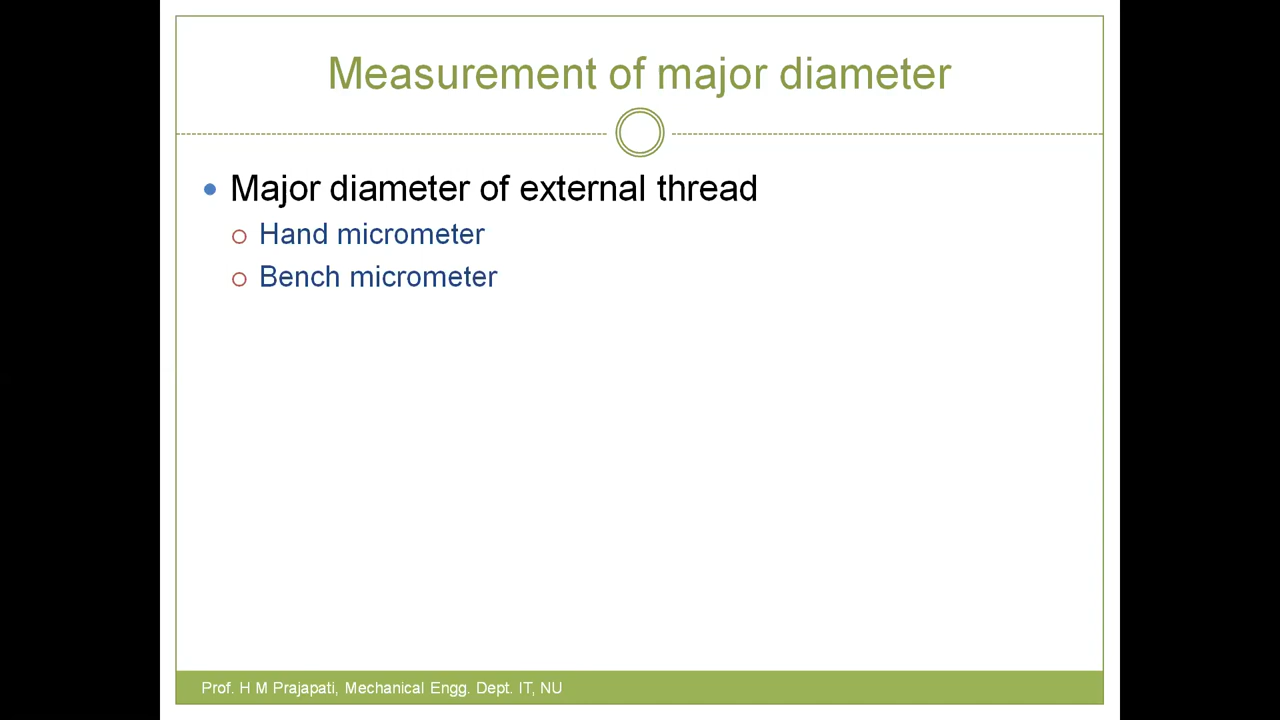 Measurement of major diameter
Major diameter of external thread
Hand micrometer
Bench micrometer
Prof. H M Prajapati, Mechanical Engg. Dept. IT, NU